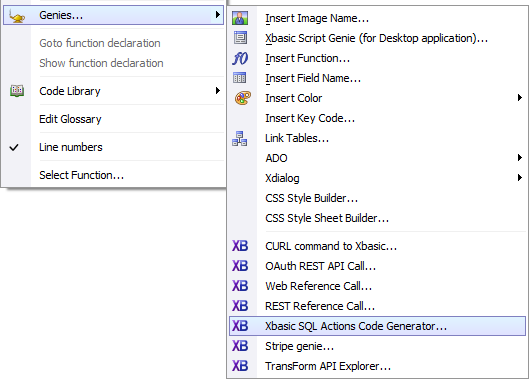 Genies...
Goto function declaration
Show function declaration
Code Library
Edit Glossary
Line numbers
Select Function...
Insert Image Name...
Xbasic Script Genie (for Desktop application)...
f0 Insert Function...
Insert Field Name...
Insert Color
Insert Key Code...
Link Tables...
ADO
Xdialog
CSS Style Builder...
CSS Style Sheet Builder...
XB CURL command to Xbasic...
XB OAuth REST API Call...
XB Web Reference Call...
XB REST Reference Call...
XB Xbasic SQL Actions Code Generator...
XB Stripe genie...
XB TransForm API Explorer...